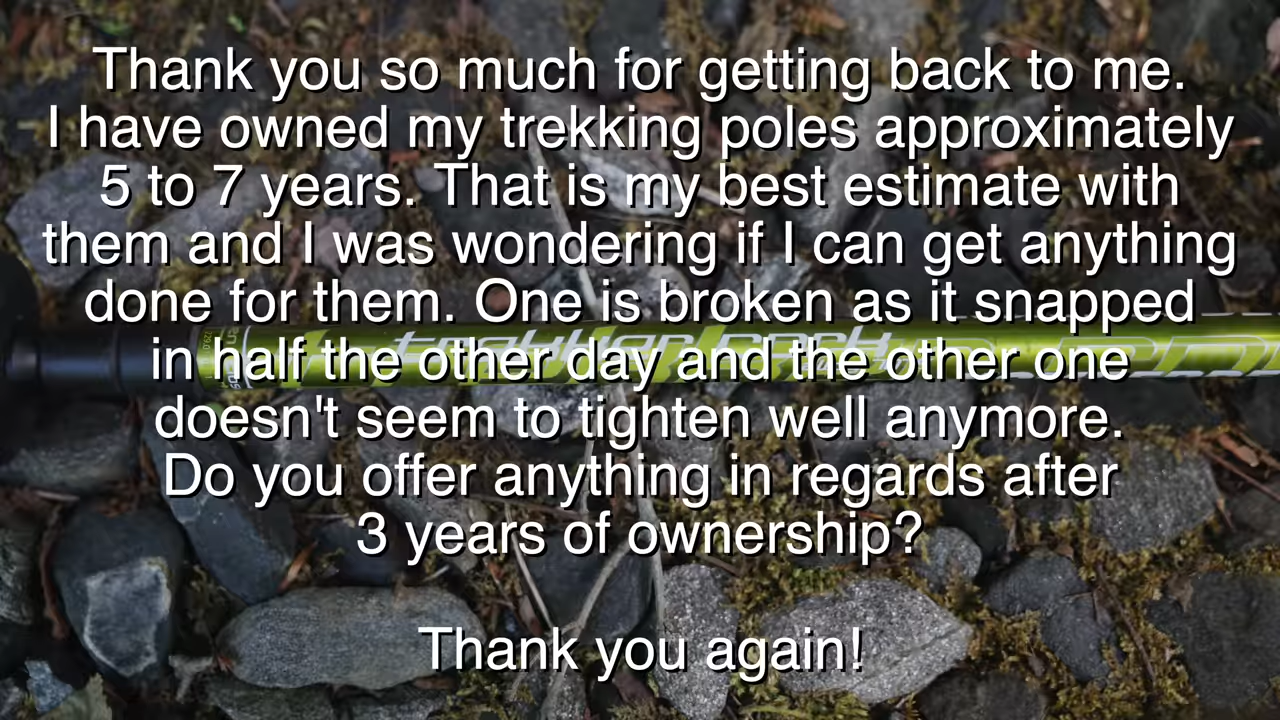 Thank you so much for getting back to me.
I have owned my trekking poles approximately
5 to 7 years. That is my best estimate with
them and I was wondering if I can get anything
done for them. One is broken as it snapped
in half the other day and the other one
doesn't seem to tighten well anymore.
Do you offer anything in regards after
3 years of ownership?
Thank you again!